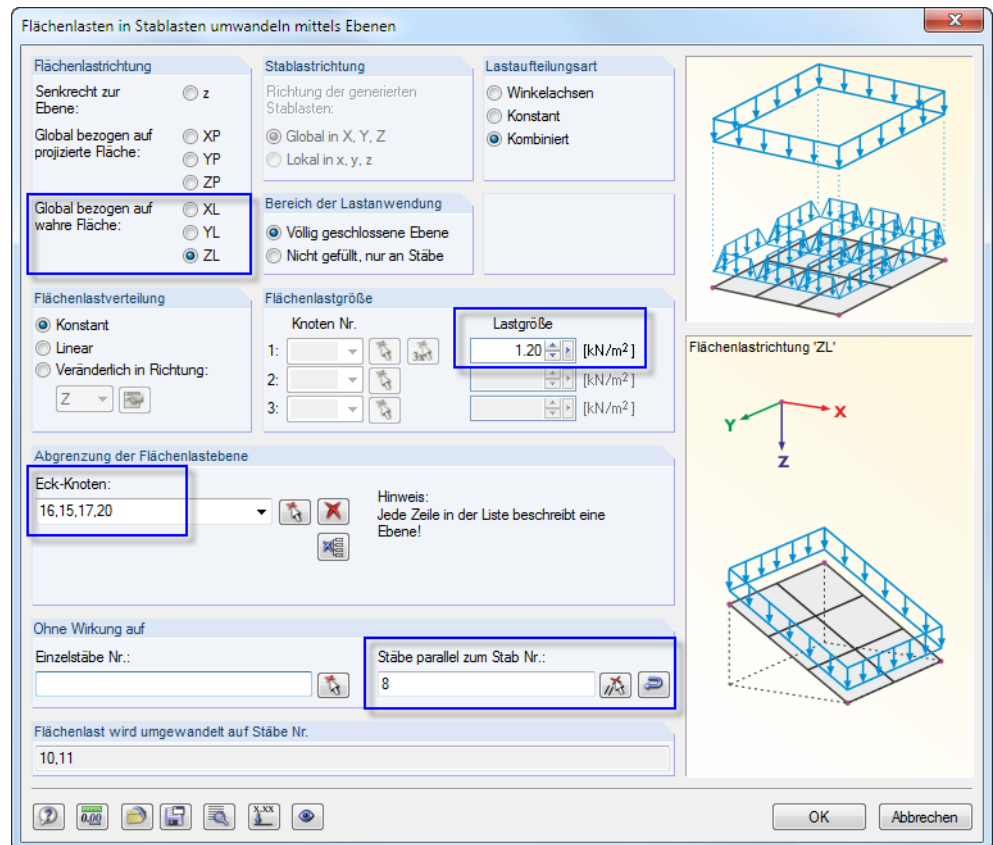 Flächenlasten in Stablasten umwandeln mittels Ebenen
Flächenlastrichtung
Senkrecht zur
Ebene:
z
Global bezogen auf
projizierte Fläche:
XP
YP
ZP
Global bezogen auf
wahre Fläche:
XL
YL
ZL
Stablastrichtung
Richtung der generierten
Stablasten:
Global in X, Y, Z
Lokal in x, y, z
Lastaufteilungsart
Winkelachsen
Konstant
Kombiniert
Bereich der Lastanwendung
Völlig geschlossene Ebene
Nicht gefüllt, nur an Stäbe
Flächenlastverteilung
Konstant
Linear
Veränderlich in Richtung:
Z
Flächenlastgröße
Knoten Nr.
Lastgröße
1:
3x
1.20
[kN/m²]
2:
[kN/m²]
3:
[kN/m²]
Abgrenzung der Flächenlastebene
Eck-Knoten:
16,15,17,20
Hinweis:
Jede Zeile in der Liste beschreibt eine
Ebene!
Ohne Wirkung auf
Einzelstäbe Nr.:
Stäbe parallel zum Stab Nr.:
8
Flächenlast wird umgewandelt auf Stäbe Nr.
10,11
Flächenlastrichtung 'ZL'
Y
X
Z
0.00
x.xx
OK
Abbrechen